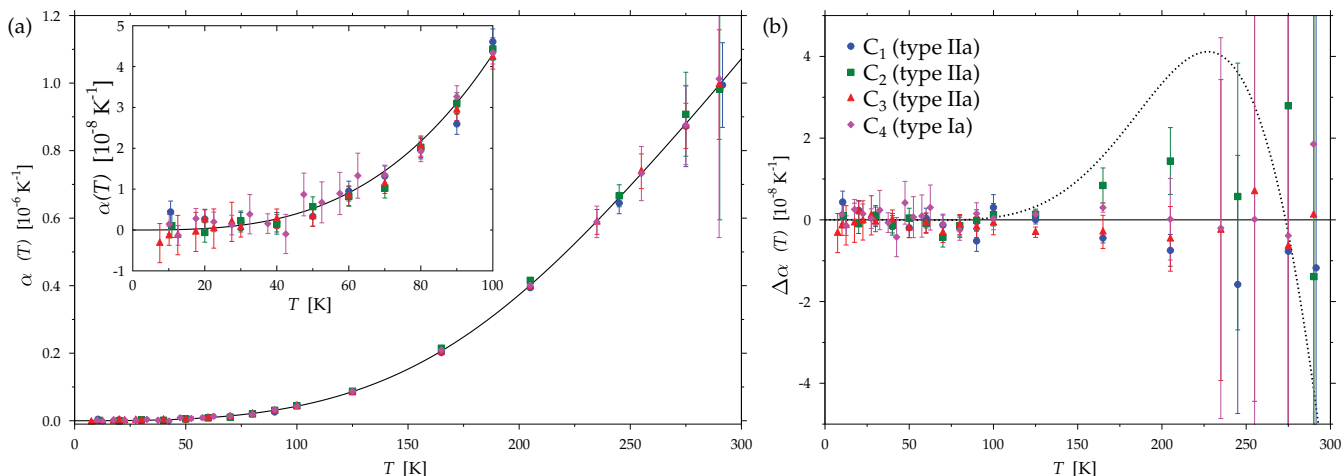 (a)
1.2
1.0
0.8
0.6
0.4
0.2
0.0
α (T) [10⁻⁶ K⁻¹]
0 50 100 150 200 250 300
T [K]
5
4
3
2
1
0
-1
α(T) [10⁻⁸ K⁻¹]
0 20 40 60 80 100
T [K]
(b)
C₁ (type IIa)
C₂ (type IIa)
C₃ (type IIa)
C₄ (type Ia)
4
2
0
-2
-4
Δα (T) [10⁻⁸ K⁻¹]
0 50 100 150 200 250 300
T [K]